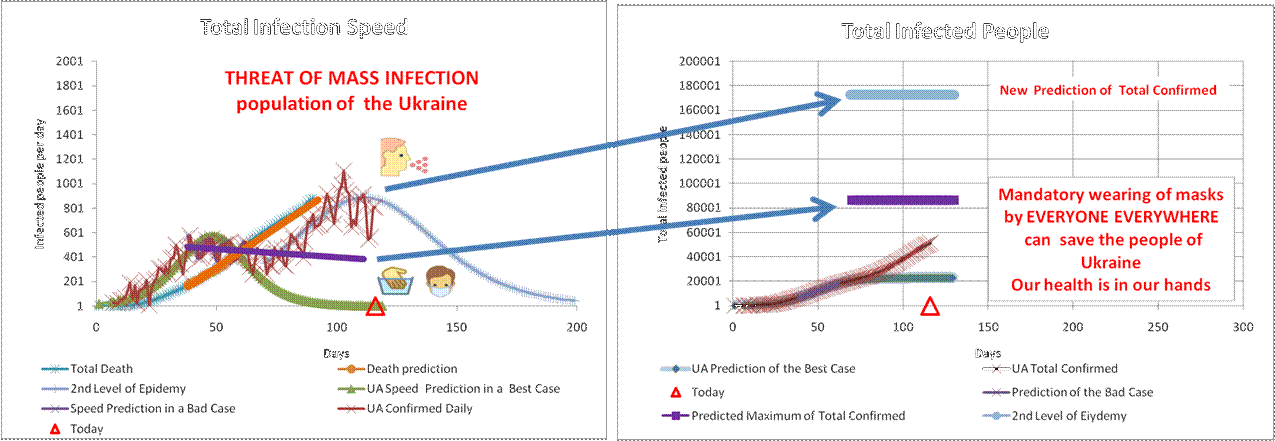 Total Infection Speed
THREAT OF MASS INFECTION
population of the Ukraine
Infected people per day
2001
1801
1601
1401
1201
1001
801
601
401
201
1
0
50
100
150
200
Days
Total Death
Death prediction
2nd Level of Epidemy
UA Speed Prediction in a Best Case
Speed Prediction in a Bad Case
UA Confirmed Daily
Today
Total Infected People
New Prediction of Total Confirmed
Mandatory wearing of masks
by EVERYONE EVERYWHERE
can save the people of
Ukraine
Our health is in our hands
Total Infected people
200001
180001
160001
140001
120001
100001
80001
60001
40001
20001
1
0
50
100
150
200
250
300
Days
UA Prediction of the Best Case
UA Total Confirmed
Today
Prediction of the Bad Case
Predicted Maximum of Total Confirmed
2nd Level of Eiydemy